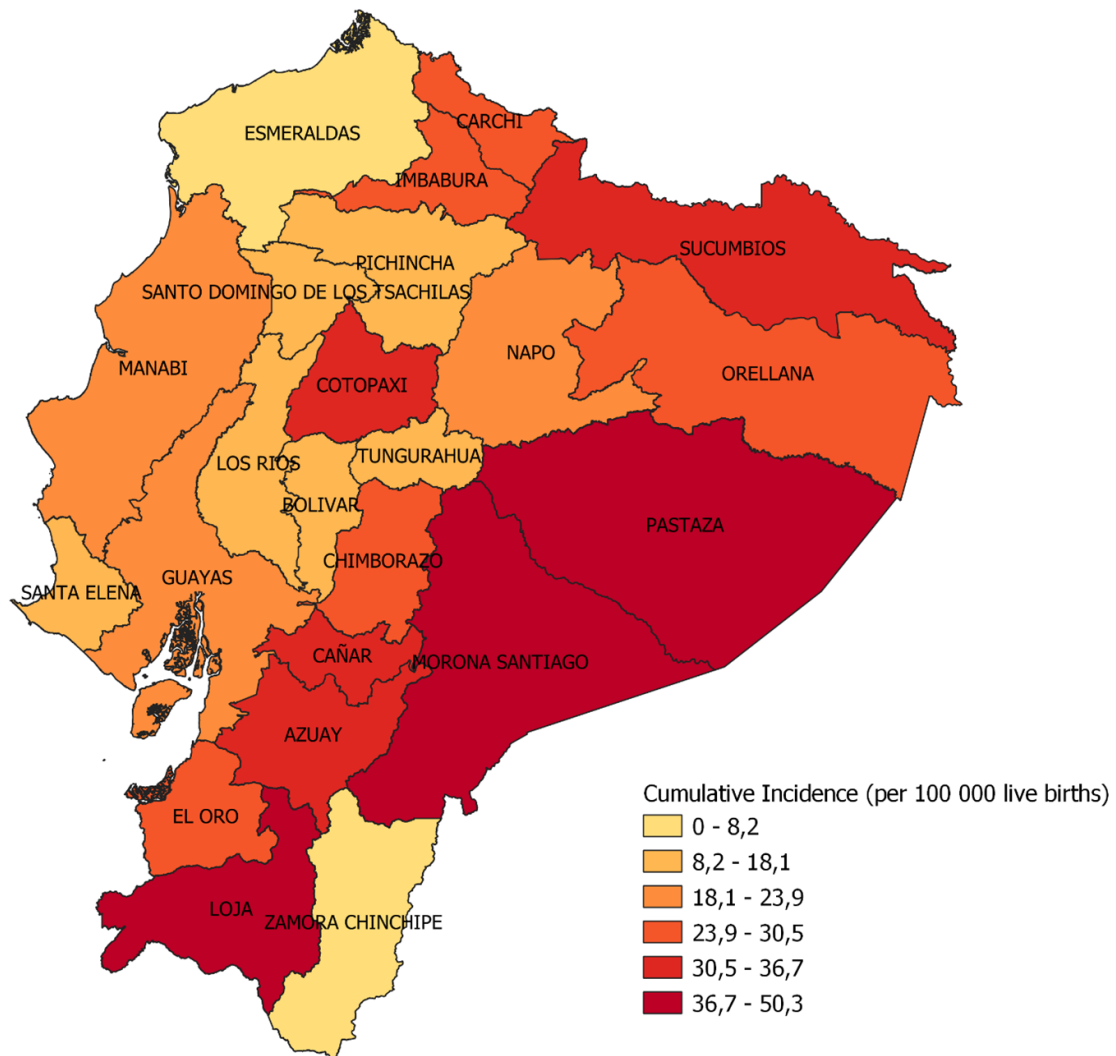 CARCHI
ESMERALDAS
IMBABURA
SUCUMBIOS
PICHINCHA
SANTO DOMINGO DE LOS TSACHILAS
NAPO
MANABI
ORELLANA
COTOPAXI
TUNGURAHUA
LOS RIOS
BOLIVAR
PASTAZA
CHIMBORAZO
GUAYAS
SANTA ELENA
CAÑAR
MORONA SANTIAGO
AZUAY
EL ORO
LOJA
ZAMORA CHINCHIPE
Cumulative Incidence (per 100 000 live births)
0 - 8,2
8,2 - 18,1
18,1 - 23,9
23,9 - 30,5
30,5 - 36,7
36,7 - 50,3